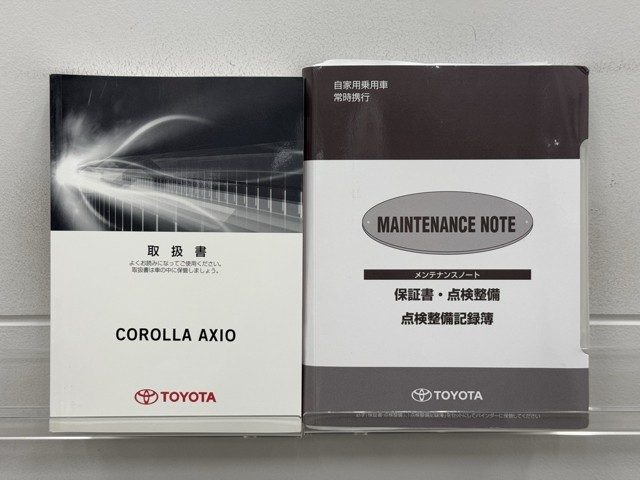 取扱書
よくお読みになってご使用ください。
取扱書は車の中に保管しましょう。
COROLLA AXIO
TOYOTA
自家用乗用車
常時携行
MAINTENANCE NOTE
メンテナンスノート
保証書・点検整備
点検整備記録簿
TOYOTA